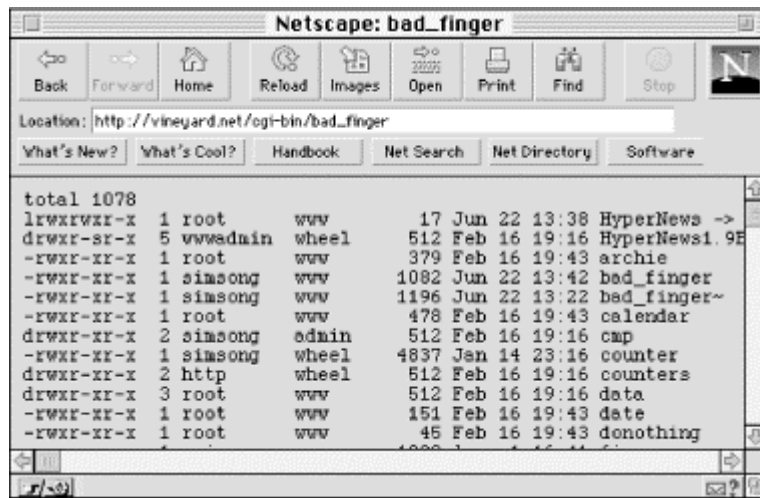 Netscape: bad_finger
Back Forward Home Reload Images Open Print Find Stop N
Location: http://vineyard.net/cgi-bin/bad_finger
What's New? What's Cool? Handbook Net Search Net Directory Software
total 1078
lrwxrwxr-x 1 root www 17 Jun 22 13:38 HyperNews ->
drwxr-sr-x 5 wwwadmin wheel 512 Feb 16 19:16 HyperNews1.9B
-rwxr-xr-x 1 root www 379 Feb 16 19:43 archie
-rwxr-xr-x 1 simsong www 1082 Jun 22 13:42 bad_finger
-rwxr-xr-x 1 simsong www 1196 Jun 22 13:22 bad_finger~
-rwxr-xr-x 1 root www 478 Feb 16 19:43 calendar
drwxr-xr-x 2 simsong admin 512 Feb 16 19:16 cmp
-rwxr-xr-x 1 simsong wheel 4837 Jan 14 23:16 counter
drwxr-xr-x 2 http wheel 512 Feb 16 19:16 counters
drwxr-xr-x 3 root www 512 Feb 16 19:16 data
-rwxr-xr-x 1 root www 151 Feb 16 19:43 date
-rwxr-xr-x 1 root www 45 Feb 16 19:43 donothing